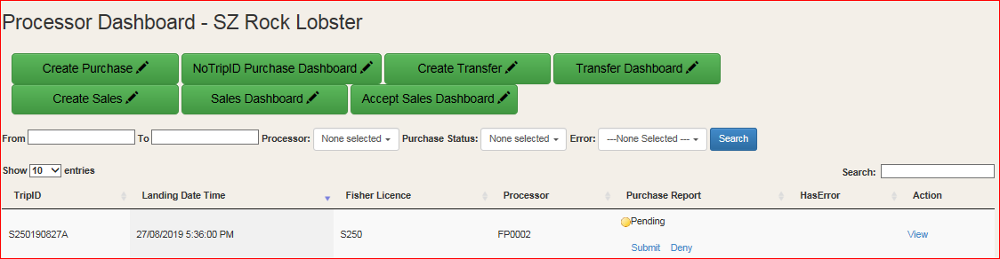 Processor Dashboard - SZ Rock Lobster
Create Purchase NoTripID Purchase Dashboard Create Transfer Transfer Dashboard
Create Sales Sales Dashboard Accept Sales Dashboard
From To Processor: None selected Purchase Status: None selected Error: ---None Selected --- Search
Show 10 entries Search:
TripID Landing Date Time Fisher Licence Processor Purchase Report HasError Action
Pending
S250190827A 27/08/2019 5:36:00 PM S250 FP0002 View
Submit Deny